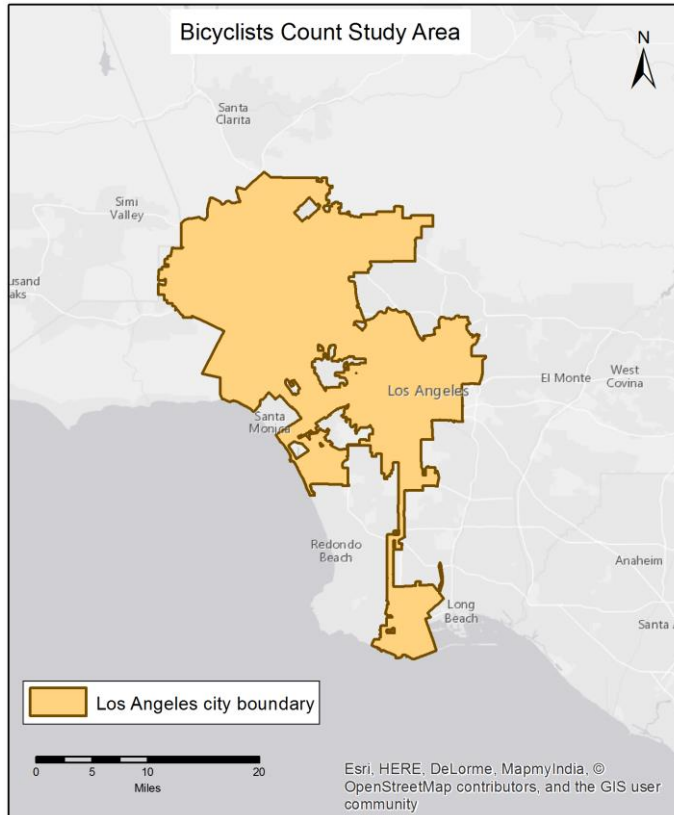 Bicyclists Count Study Area
N
Santa
Clarita
Simi
Valley
usand
aks
Los Angeles
El Monte
West
Covina
Santa
Monica
Redondo
Beach
Anaheim
Long
Beach
Santa A
Los Angeles city boundary
0 5 10 20
Miles
Esri, HERE, DeLorme, MapmyIndia, ©
OpenStreetMap contributors, and the GIS user
community